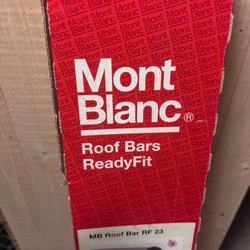 Mont
Blanc®
Roof Bars
ReadyFit
MB Roof Bar RF 23